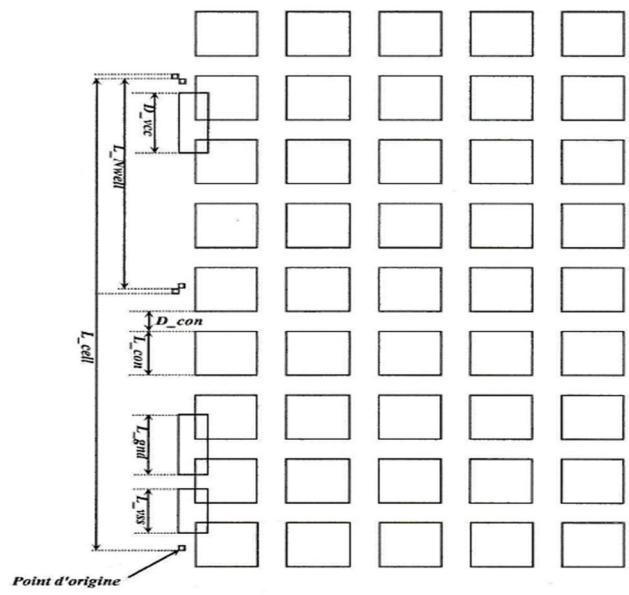 D_vcc
L_Nwell
L_cell
D_con
L_con
L_gnd
L_vss
Point d'origine